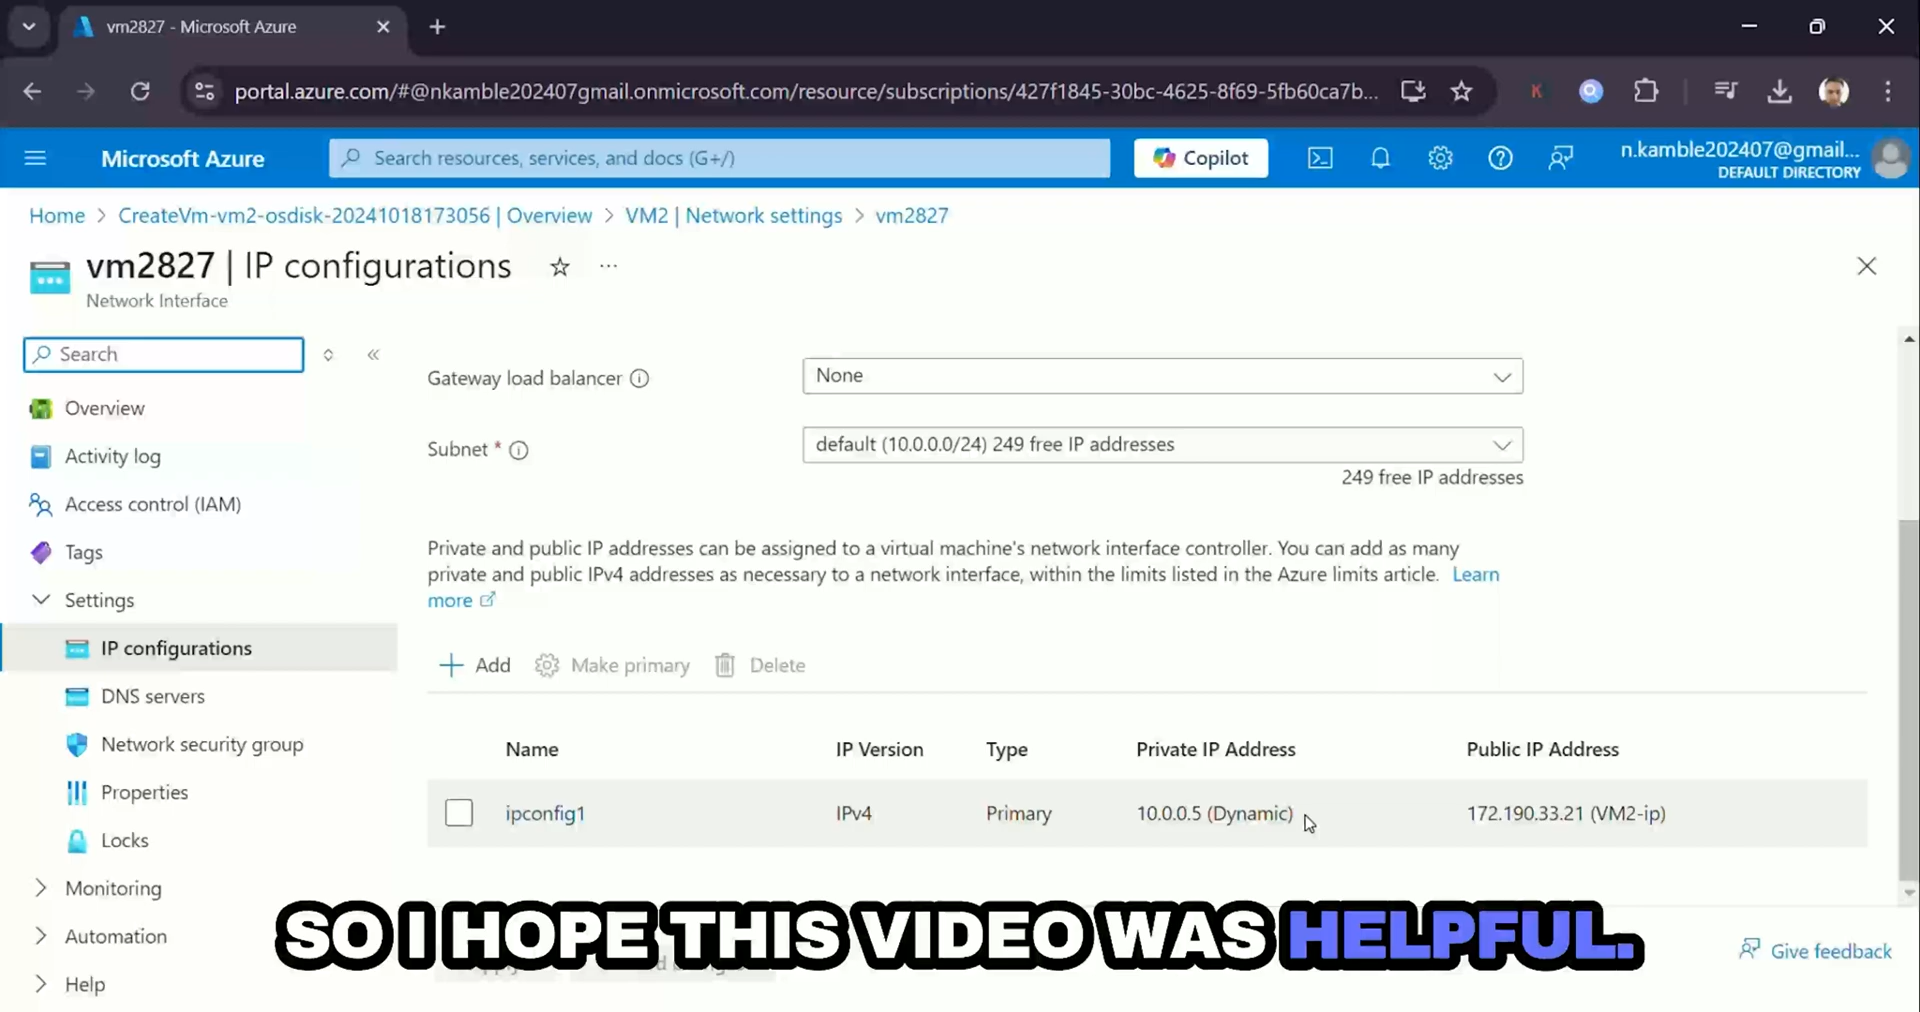 vm2827 - Microsoft Azure
portal.azure.com/#@nkamble202407gmail.onmicrosoft.com/resource/subscriptions/427f1845-30bc-4625-8f69-5fb60ca7b...
K
Microsoft Azure
Search resources, services, and docs (G+/)
Copilot
n.kamble202407@gmail...
DEFAULT DIRECTORY
Home > CreateVm-vm2-osdisk-20241018173056 | Overview > VM2 | Network settings > vm2827
vm2827 | IP configurations
Network Interface
Search
Overview
Activity log
Access control (IAM)
Tags
Settings
IP configurations
DNS servers
Network security group
Properties
Locks
Monitoring
Automation
Help
Gateway load balancer
None
Subnet *
default (10.0.0.0/24) 249 free IP addresses
249 free IP addresses
Private and public IP addresses can be assigned to a virtual machine's network interface controller. You can add as many
private and public IPv4 addresses as necessary to a network interface, within the limits listed in the Azure limits article. Learn
more
Add Make primary Delete
Name IP Version Type Private IP Address Public IP Address
ipconfig1 IPv4 Primary 10.0.0.5 (Dynamic) 172.190.33.21 (VM2-ip)
SO I HOPE THIS VIDEO WAS HELPFUL.
Give feedback